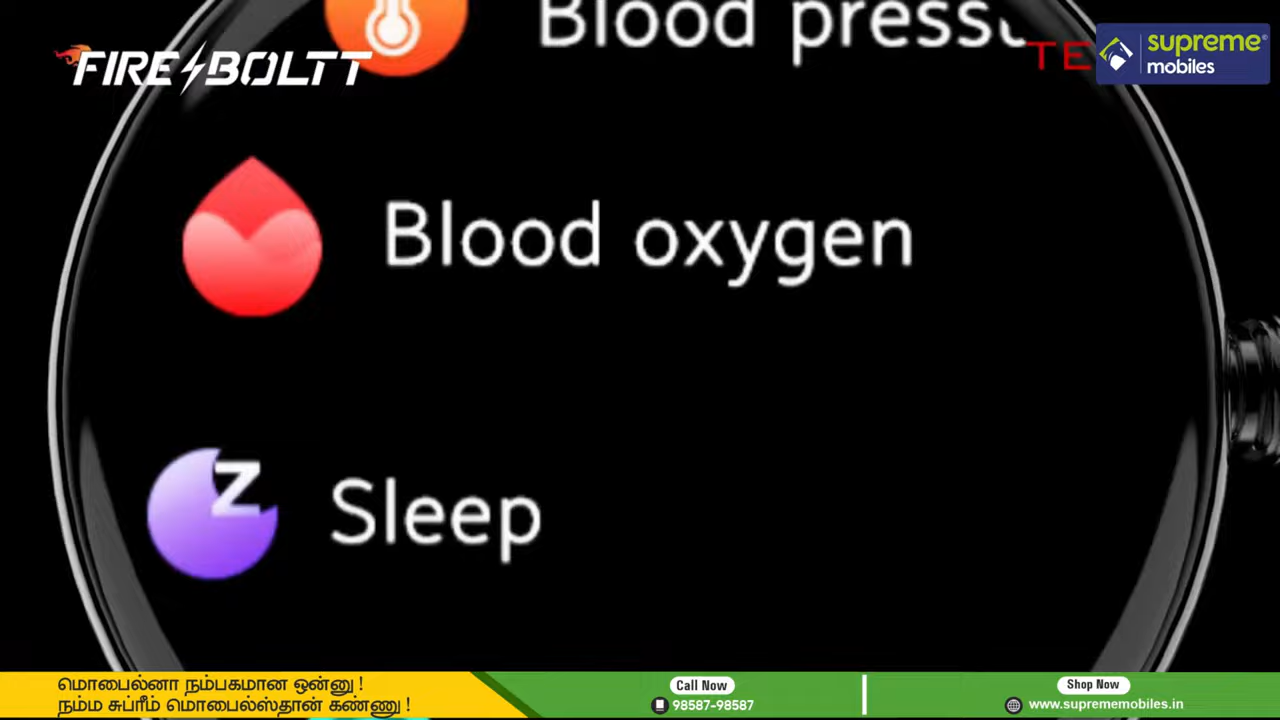 Blood press
FIRE BOLTT
TE
supreme
mobiles
Blood oxygen
Z
Sleep
மொபைல்னா நம்பகமான ஒன்னு !
நம்ம சுப்ரீம் மொபைல்ஸ்தான் கண்ணு !
Call Now
98587-98587
Shop Now
www.suprememobiles.in